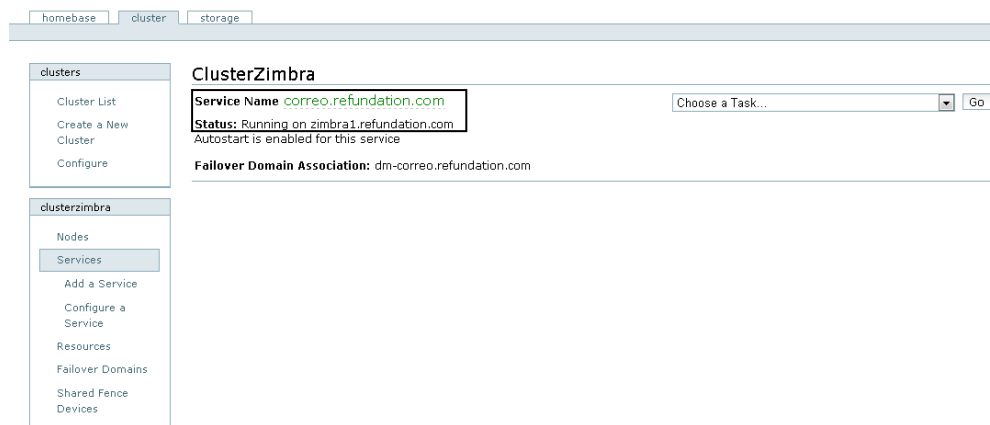 homebase cluster storage
clusters
Cluster List
Create a New
Cluster
Configure
clusterzimbra
Nodes
Services
Add a Service
Configure a
Service
Resources
Failover Domains
Shared Fence
Devices
ClusterZimbra
Service Name correo.refundation.com
Choose a Task... Go
Status: Running on zimbra1.refundation.com
Autostart is enabled for this service
Failover Domain Association: dm-correo.refundation.com